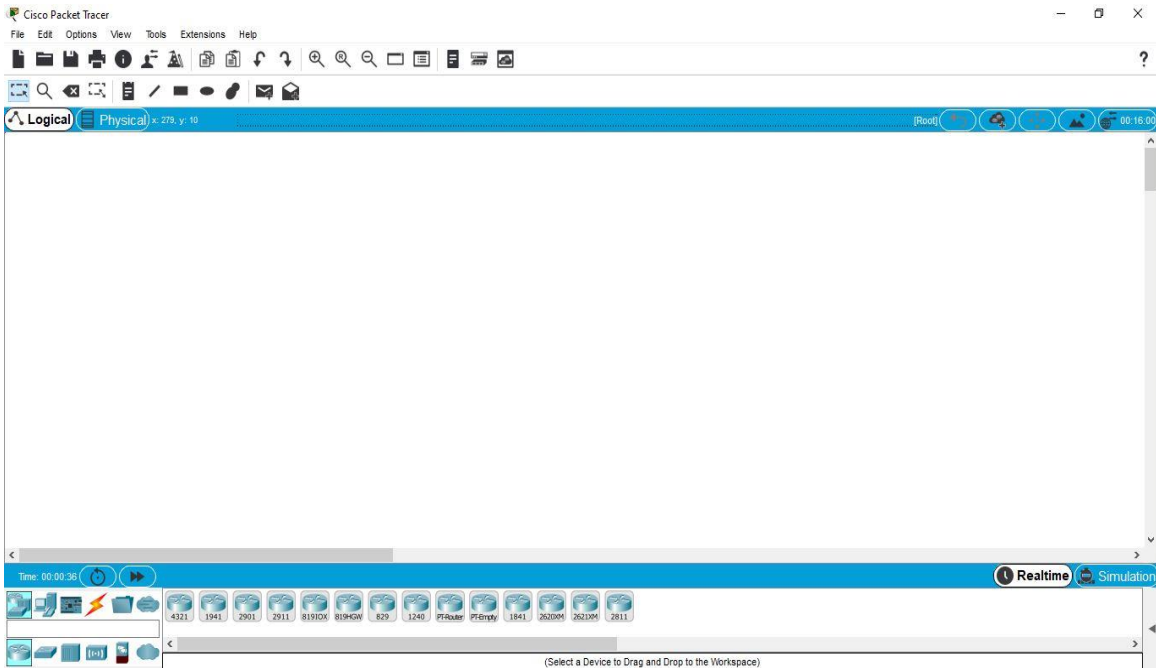 Cisco Packet Tracer
File Edit Options View Tools Extensions Help
?
Logical Physical x: 279, y: 10 [Root] 00:16:00
Time: 00:00:36 Realtime Simulation
4321 1941 2901 2911 819IOX 819HGW 829 1240 PT-Router PT-Empty 1841 2620XM 2621XM 2811
(Select a Device to Drag and Drop to the Workspace)